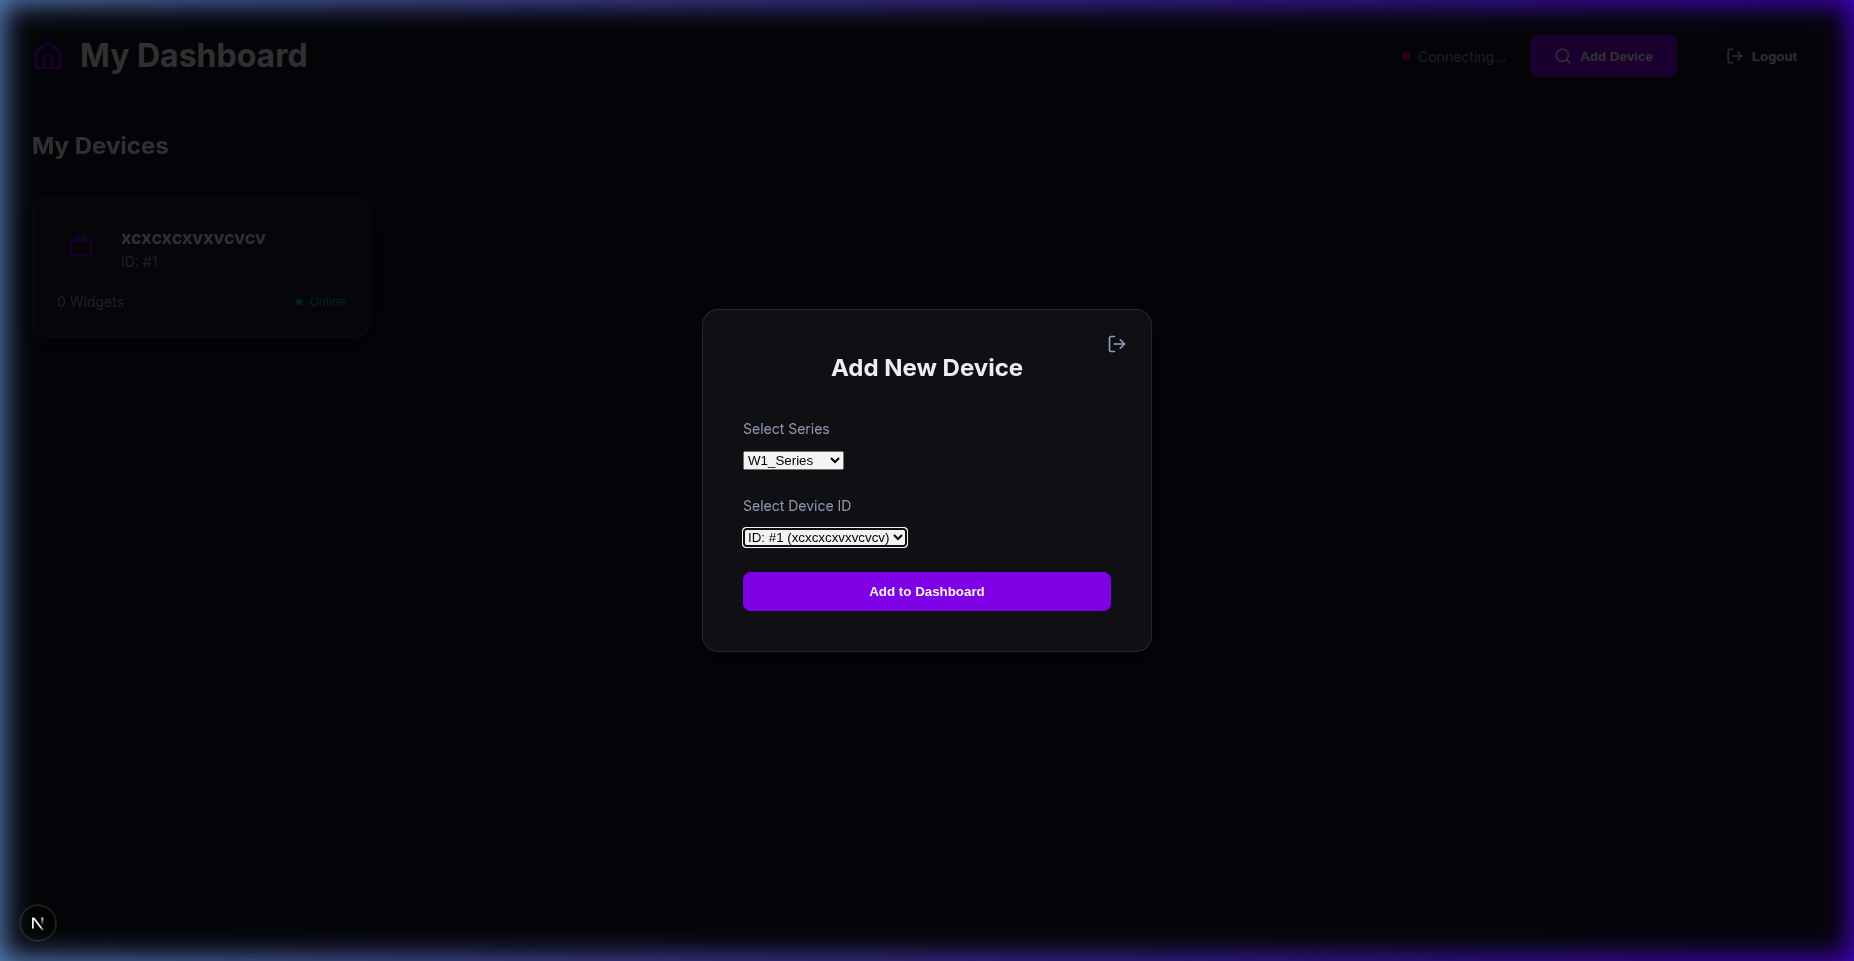 My Dashboard
Connecting...
Add Device
Logout
My Devices
xcxcxcxvxvcvcv
ID: #1
0 Widgets
Online
Add New Device
Select Series
W1_Series
Select Device ID
ID: #1 (xcxcxcxvxvcvcv)
Add to Dashboard
N